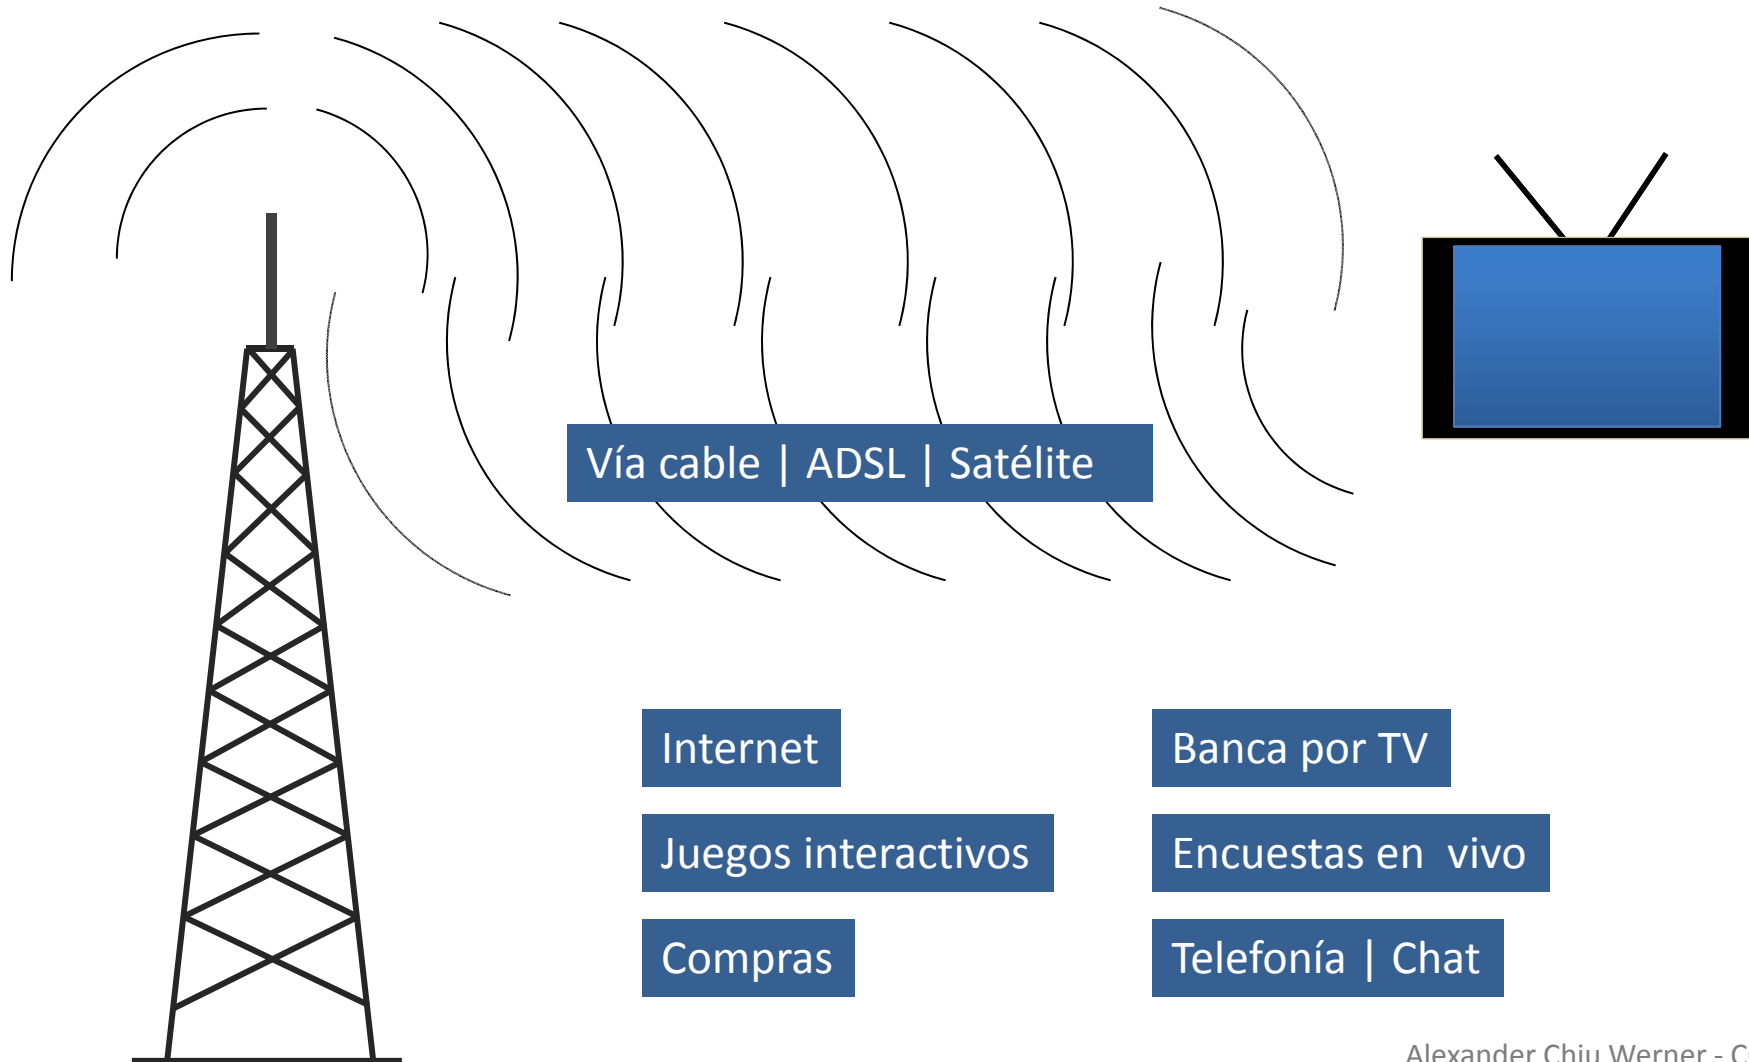 Vía cable | ADSL | Satélite
Internet
Banca por TV
Juegos interactivos
Encuestas en vivo
Compras
Telefonía | Chat
Alexander Chiu Werner -